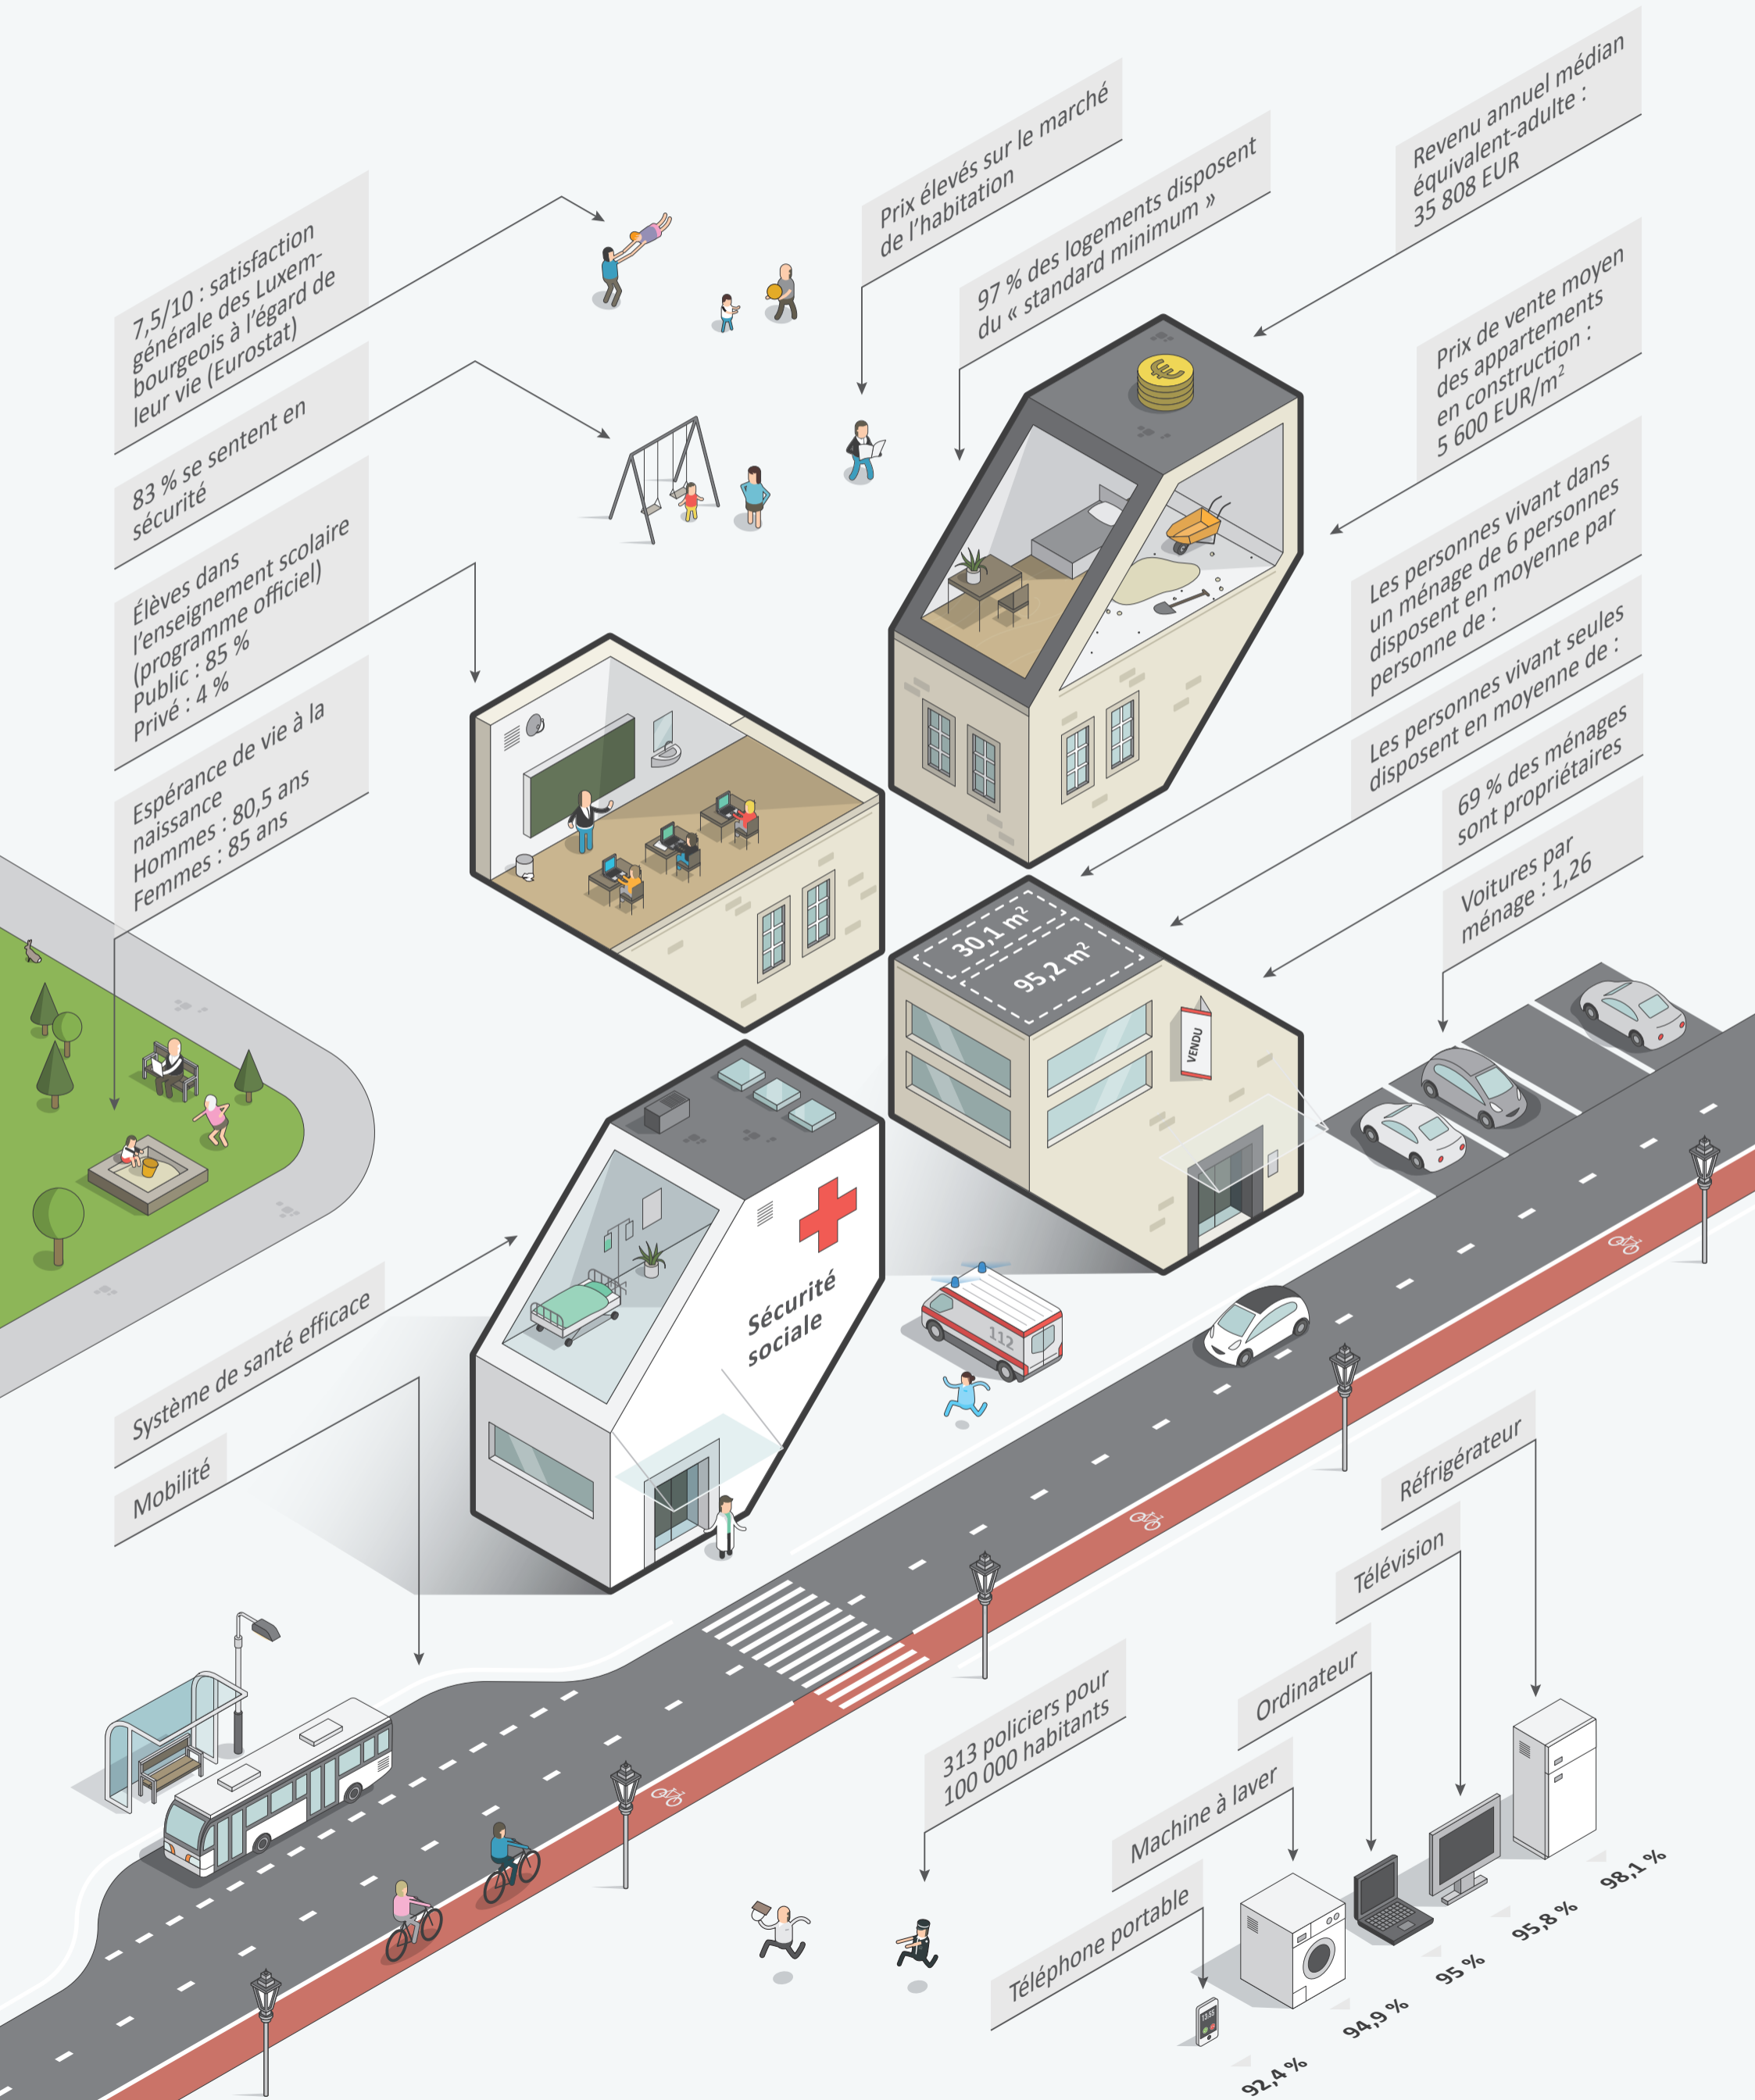 7,5/10 : satisfaction
générale des Luxem-
bourgeois à l'égard de
leur vie (Eurostat)
83 % se sentent en
sécurité
Élèves dans
l'enseignement scolaire
(programme officiel)
Public : 85 %
Privé : 4 %
Espérance de vie à la
naissance
Hommes : 80,5 ans
Femmes : 85 ans
Prix élevés sur le marché
de l'habitation
97 % des logements disposent
du « standard minimum »
Revenu annuel médian
équivalent-adulte :
35 808 EUR
Prix de vente moyen
des appartements
en construction :
5 600 EUR/m²
Les personnes vivant dans
un ménage de 6 personnes
disposent en moyenne par
personne de :
Les personnes vivant seules
disposent en moyenne de :
69 % des ménages
sont propriétaires
Voitures par
ménage : 1,26
30,1 m²
95,2 m²
VENDU
Sécurité
sociale
112
Système de santé efficace
Mobilité
313 policiers pour
100 000 habitants
Réfrigérateur
Télévision
Ordinateur
Machine à laver
Téléphone portable
98,1 %
95,8 %
95 %
94,9 %
92,4 %